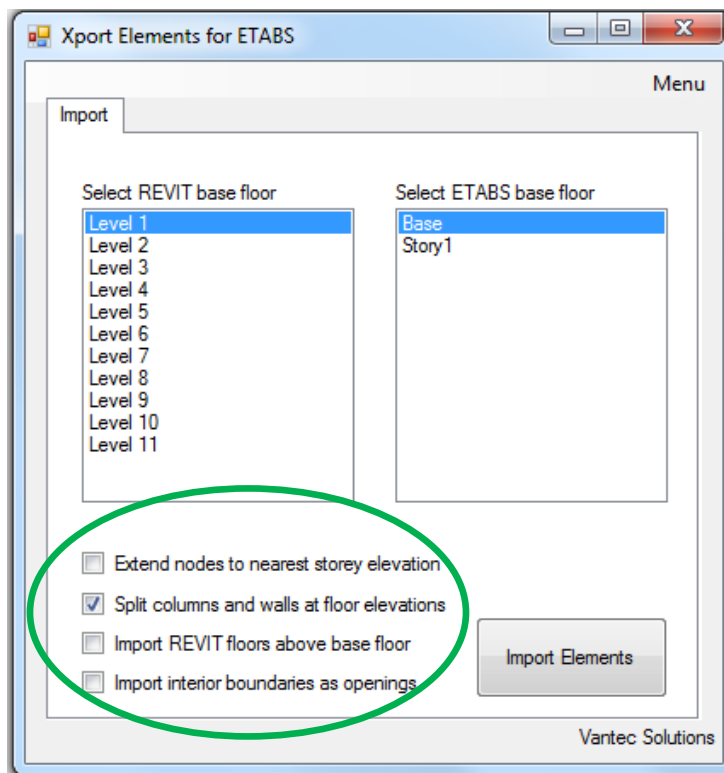 Xport Elements for ETABS
Menu
Import
Select REVIT base floor
Level 1
Level 2
Level 3
Level 4
Level 5
Level 6
Level 7
Level 8
Level 9
Level 10
Level 11
Select ETABS base floor
Base
Story1
Extend nodes to nearest storey elevation
Split columns and walls at floor elevations
Import REVIT floors above base floor
Import interior boundaries as openings
Import Elements
Vantec Solutions